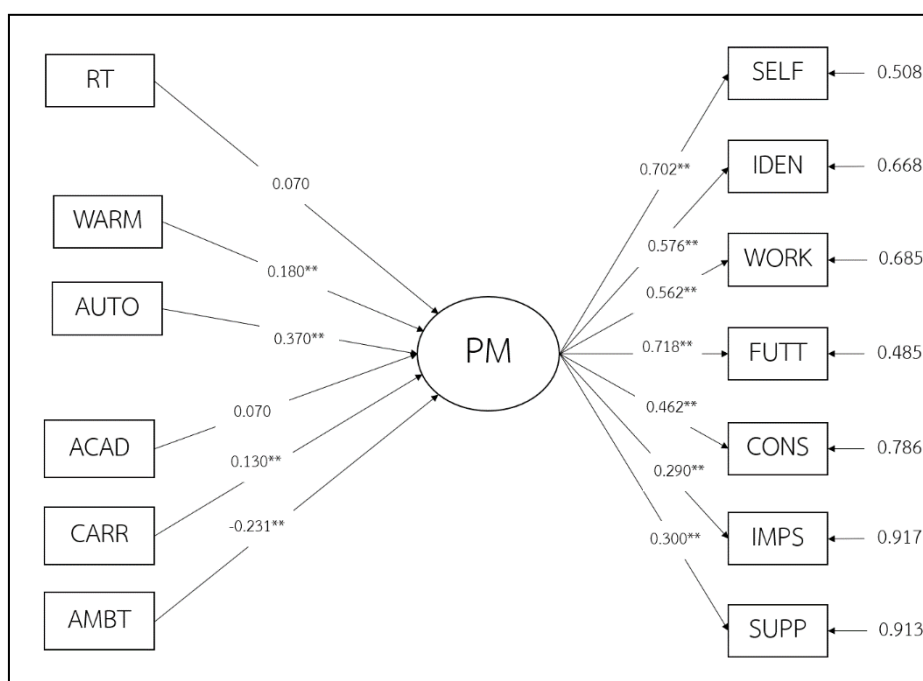 RT
WARM
AUTO
ACAD
CARR
AMBT
0.070
0.180**
0.370**
0.070
0.130**
-0.231**
PM
0.702**
0.576**
0.562**
0.718**
0.462**
0.290**
0.300**
SELF 0.508
IDEN 0.668
WORK 0.685
FUTT 0.485
CONS 0.786
IMPS 0.917
SUPP 0.913